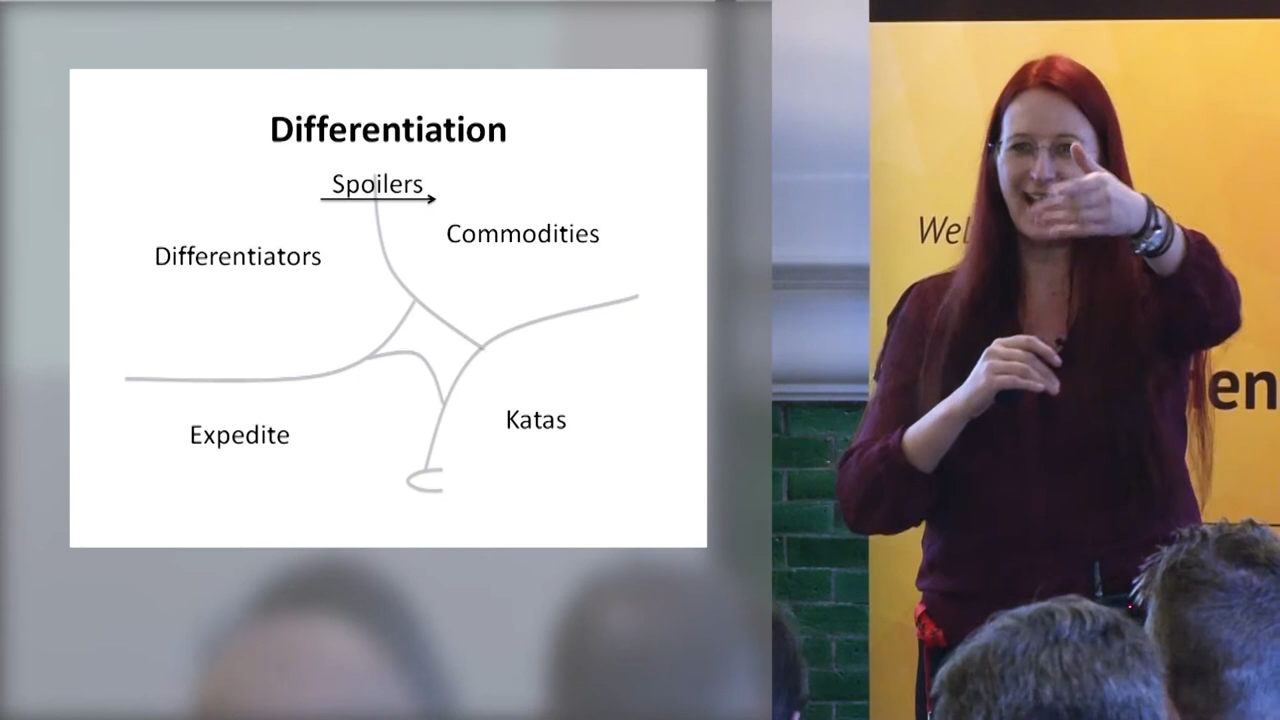 Differentiation
Spoilers
Commodities
Differentiators
Katas
Expedite